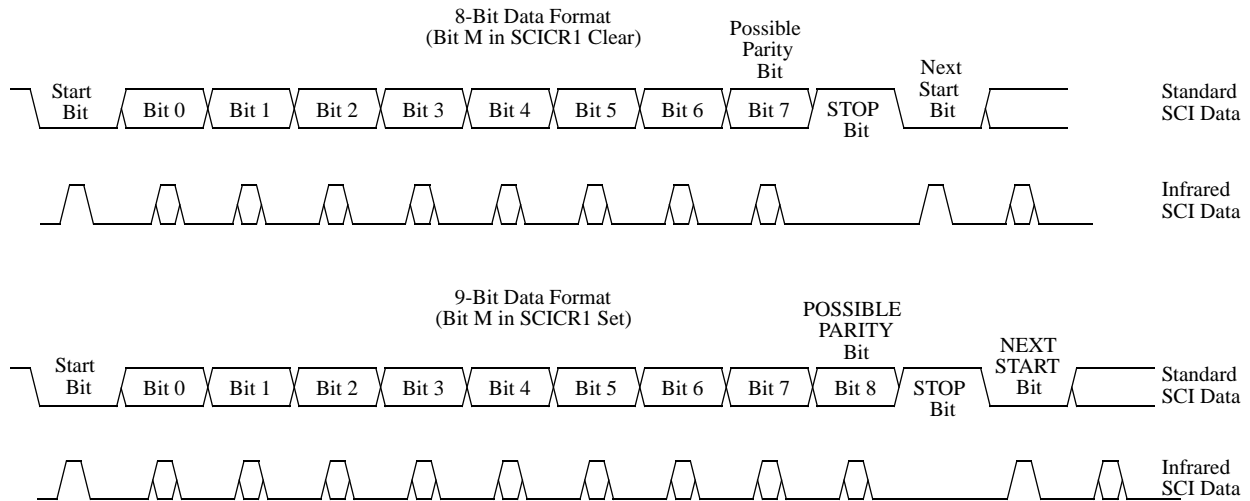 8-Bit Data Format
(Bit M in SCICR1 Clear)
Possible
Parity
Bit
Start
Bit
Bit 0
Bit 1
Bit 2
Bit 3
Bit 4
Bit 5
Bit 6
Bit 7
STOP
Bit
Next
Start
Bit
Standard
SCI Data
Infrared
SCI Data
9-Bit Data Format
(Bit M in SCICR1 Set)
POSSIBLE
PARITY
Bit
Start
Bit
Bit 0
Bit 1
Bit 2
Bit 3
Bit 4
Bit 5
Bit 6
Bit 7
Bit 8
STOP
Bit
NEXT
START
Bit
Standard
SCI Data
Infrared
SCI Data